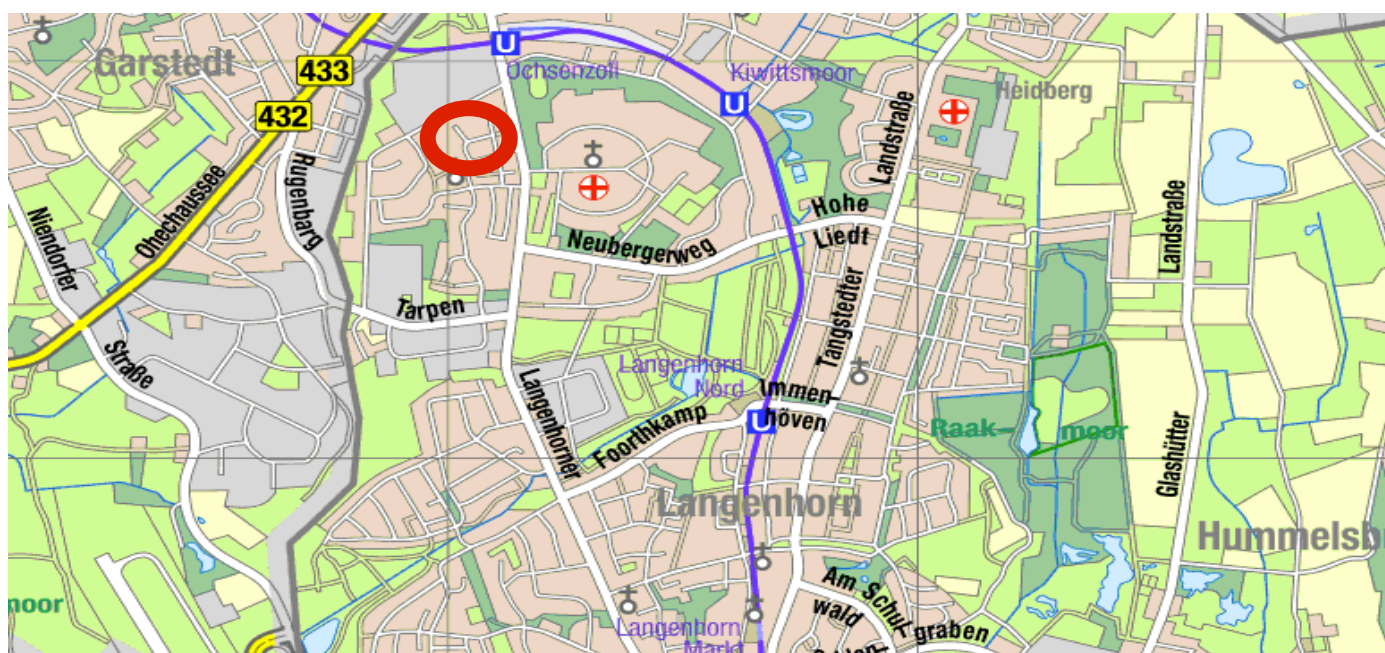 Garstedt
433
U
Ochsenzoll
Kiwittsmoor
U
Heidberg
432
Ohechaussee
Rugenbarg
Niendorfer
Straße
Landstraße
Hohe
Liedt
Neubergerweg
Tangstedter
Landstraße
Glashütter
Tarpen
Langenhorn
Nord
Immen-
höven
U
Langenhorner
Foorthkamp
Raak-
moor
Langenhorn
Hummelsb
Am Schul-
wald
graben
moor
Langenhorn
Markt